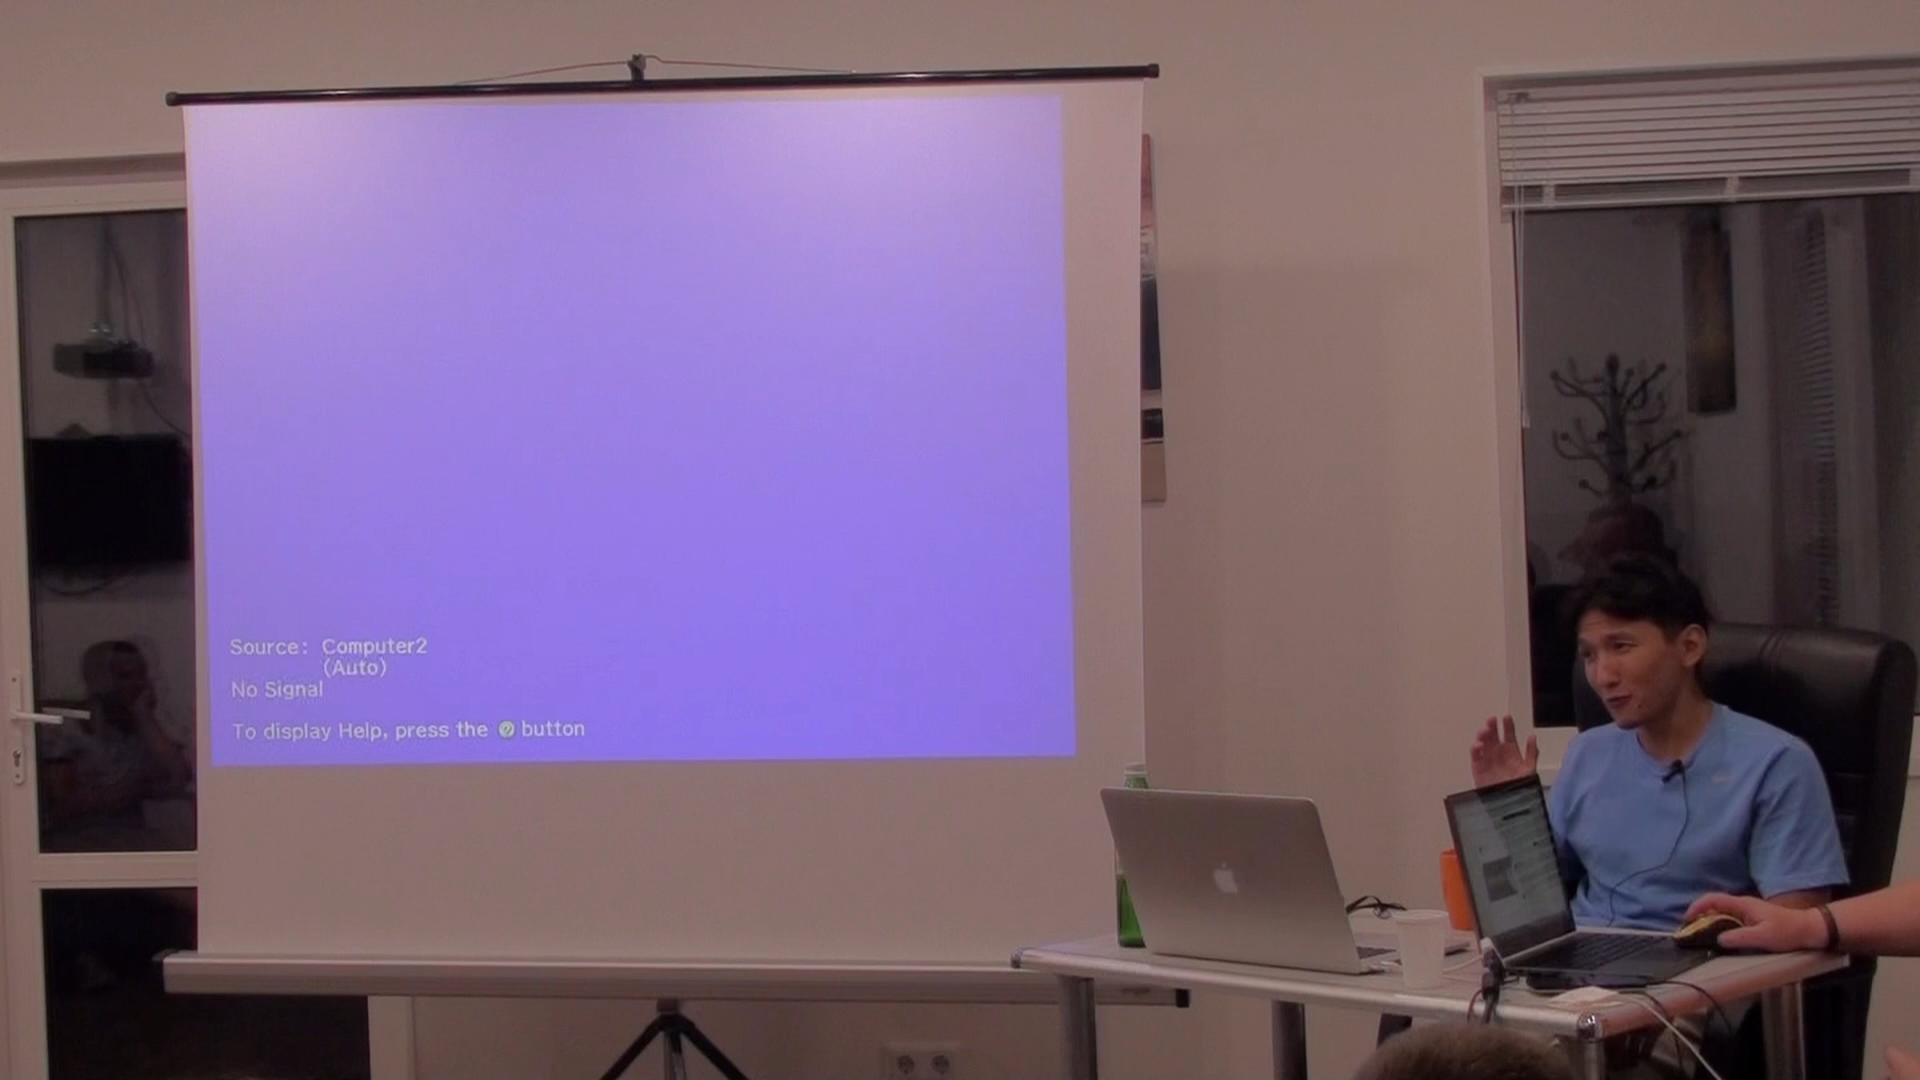 Source: Computer2
(Auto)
No Signal
To display Help, press the ? button